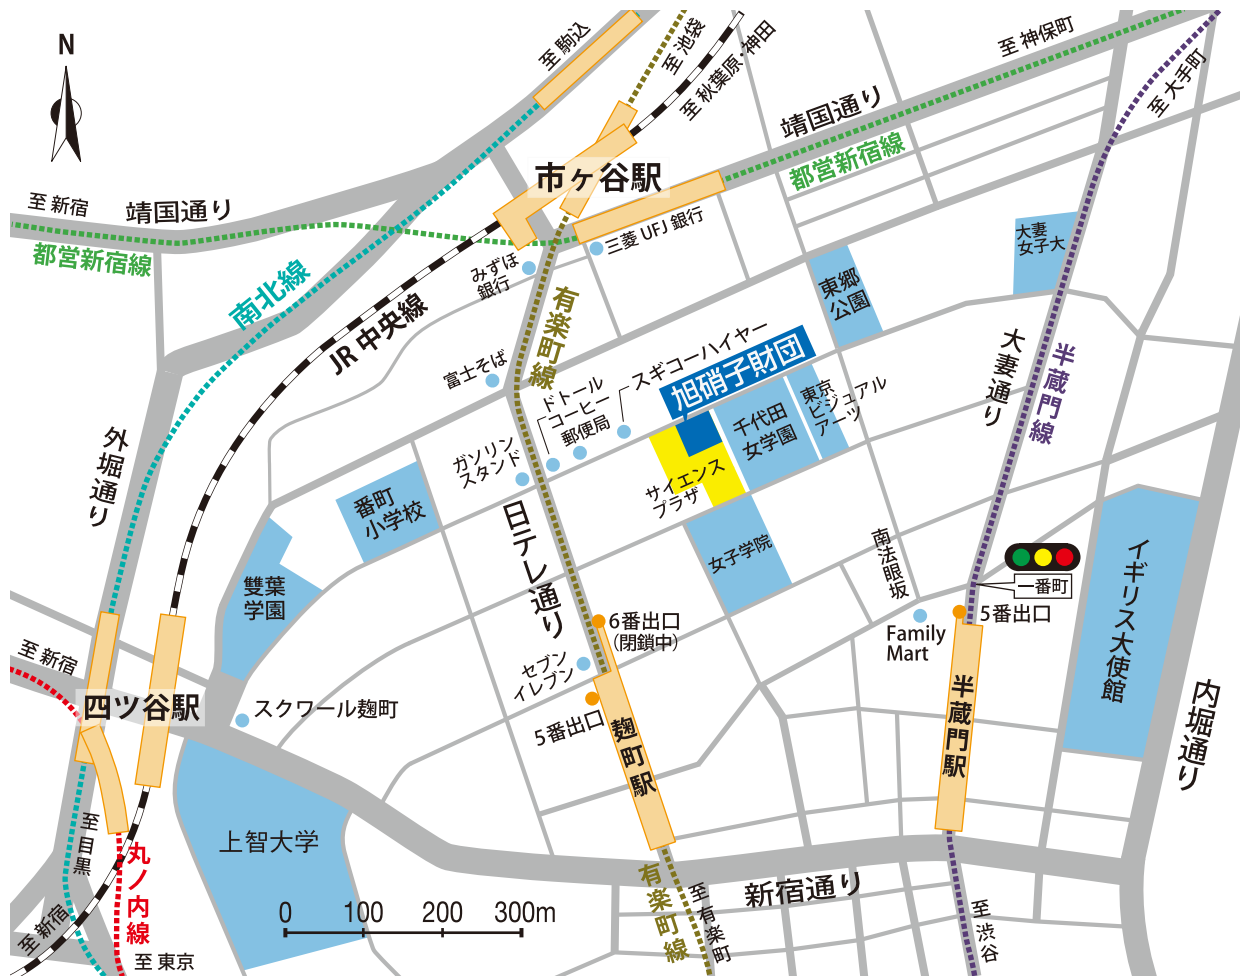 N
至 駒込
至 池袋
至 秋葉原・神田
至 神保町
至 大手町
靖国通り
都営新宿線
市ヶ谷駅
至 新宿
靖国通り
都営新宿線
三菱 UFJ 銀行
みずほ
銀行
大妻
女子大
南北線
JR 中央線
有楽町線
東郷
公園
富士そば
ドトール
コーヒー
郵便局
スギコーハイヤー
旭硝子財団
東京
ビジュアル
アーツ
千代田
女学園
大妻通り
半蔵門線
外堀通り
ガソリン
スタンド
サイエンス
プラザ
番町
小学校
日テレ通り
女子学院
南法眼坂
一番町
イギリス大使館
雙葉
学園
6番出口
(閉鎖中)
5番出口
Family
Mart
至 新宿
セブン
イレブン
四ツ谷駅
スクワール麹町
5番出口
麹町駅
半蔵門駅
内堀通り
上智大学
至 目黒
丸ノ内線
新宿通り
有楽町線
至 有楽町
至 渋谷
0 100 200 300m
至 新宿
至 東京